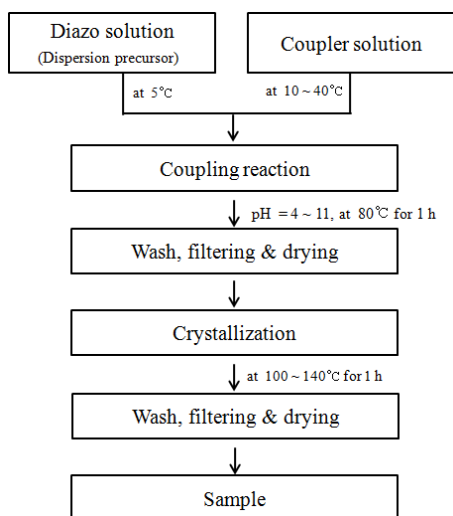 Diazo solution
(Dispersion precursor)
Coupler solution
at 5℃
at 10~40℃
Coupling reaction
pH =4~11, at 80℃ for 1 h
Wash, filtering & drying
Crystallization
at 100~140℃ for 1 h
Wash, filtering & drying
Sample